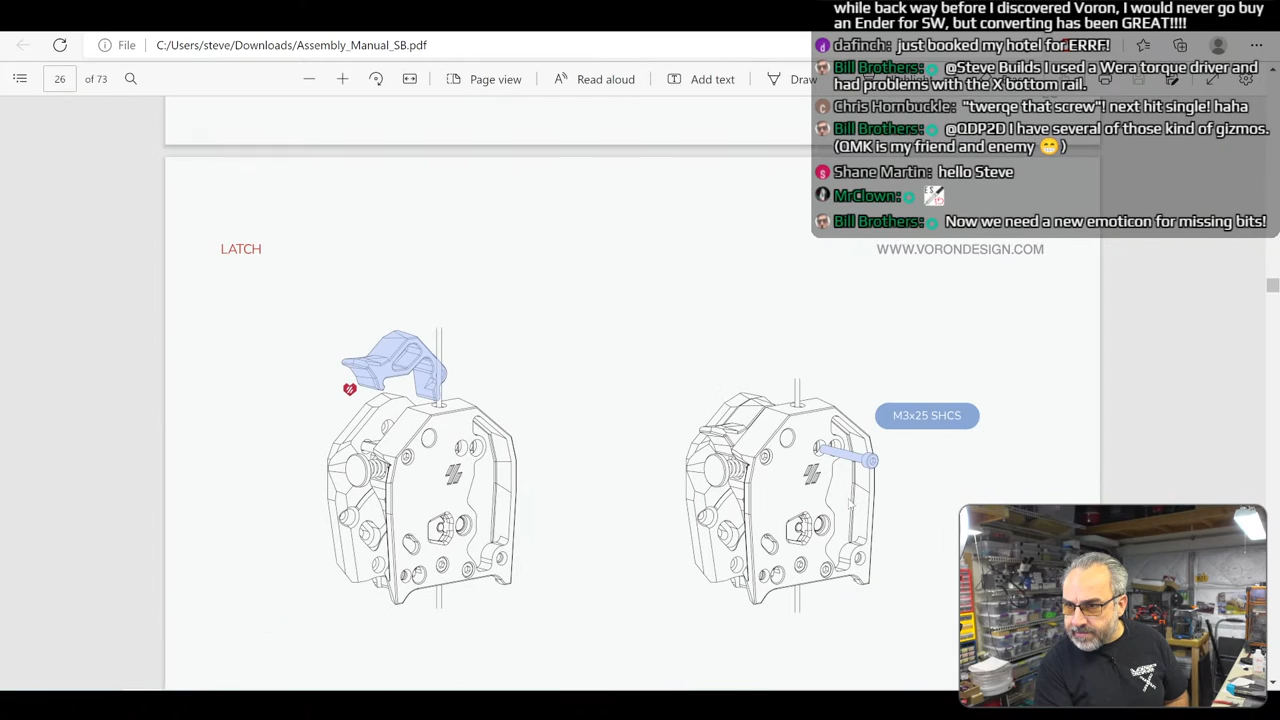 while back way before I discovered Voron, I would never go buy
an Ender for SW, but converting has been GREAT!!!!
File
C:/Users/steve/Downloads/Assembly_Manual_SB.pdf
dafinch: just booked my hotel for ERRF!
Bill Brothers: @Steve Builds I used a Wera torque driver and
had problems with the X bottom rail.
26 of 73
Page view
Read aloud
Add text
Draw
Chris Hornbuckle: "twerqe that screw"! next hit single! haha
Bill Brothers: @QDP2D I have several of those kind of gizmos.
(QMK is my friend and enemy 😁)
Shane Martin: hello Steve
MrClown:
Bill Brothers: Now we need a new emoticon for missing bits!
LATCH
WWW.VORONDESIGN.COM
M3x25 SHCS